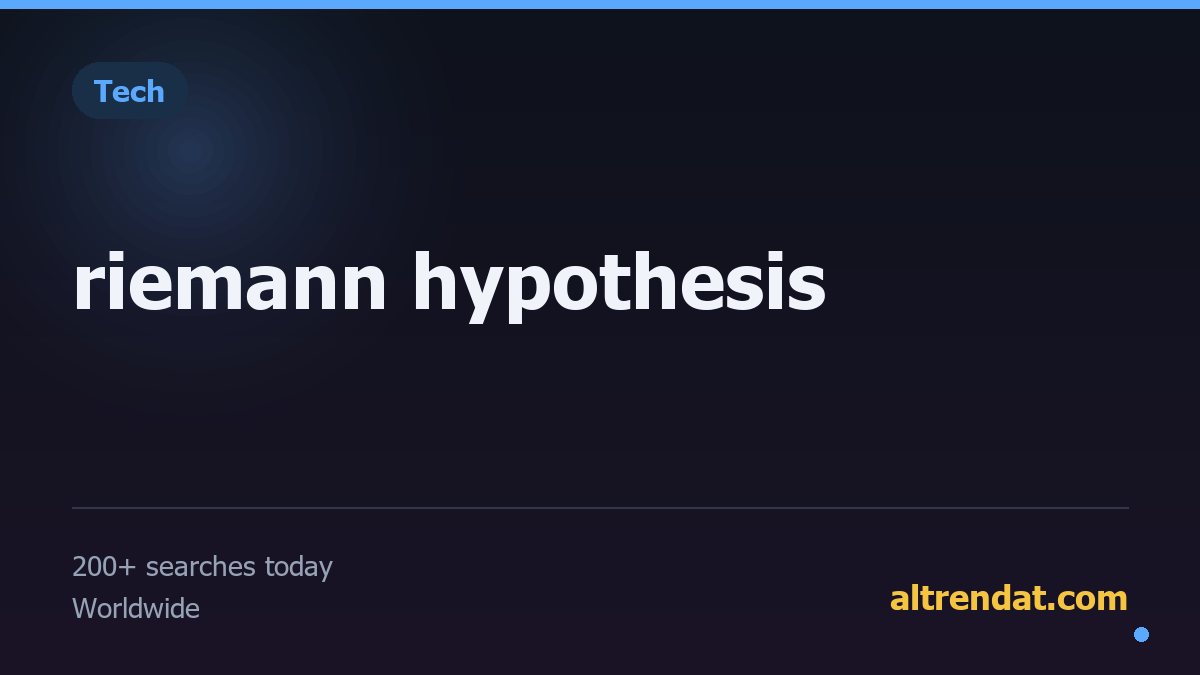 Tech
riemann hypothesis
200+ searches today
Worldwide
altrendat.com